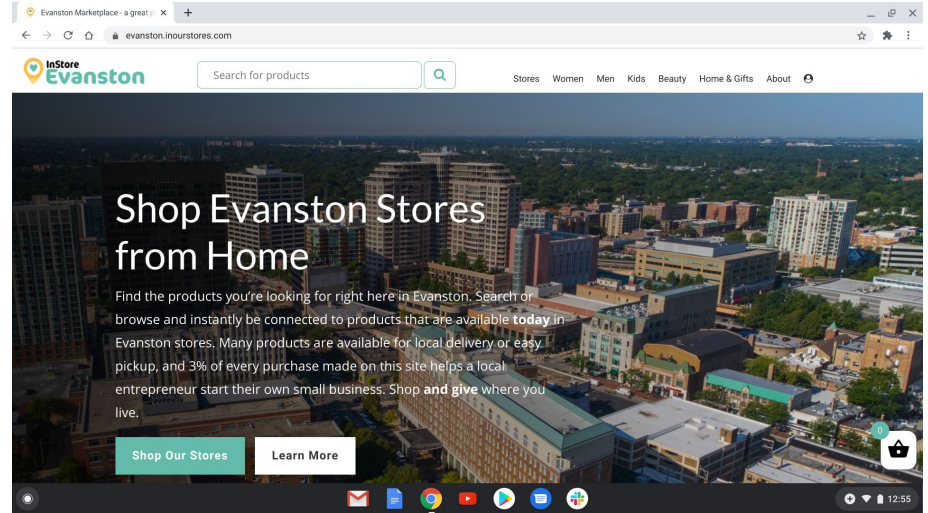 Evanston Marketplace - a great p
evanston.inourstores.com
InStore
Evanston
Search for products
Stores Women Men Kids Beauty Home & Gifts About
Shop Evanston Stores
from Home
Find the products you're looking for right here in Evanston. Search or
browse and instantly be connected to products that are available today in
Evanston stores. Many products are available for local delivery or easy
pickup, and 3% of every purchase made on this site helps a local
entrepreneur start their own small business. Shop and give where you
live.
0
Shop Our Stores Learn More
12:55